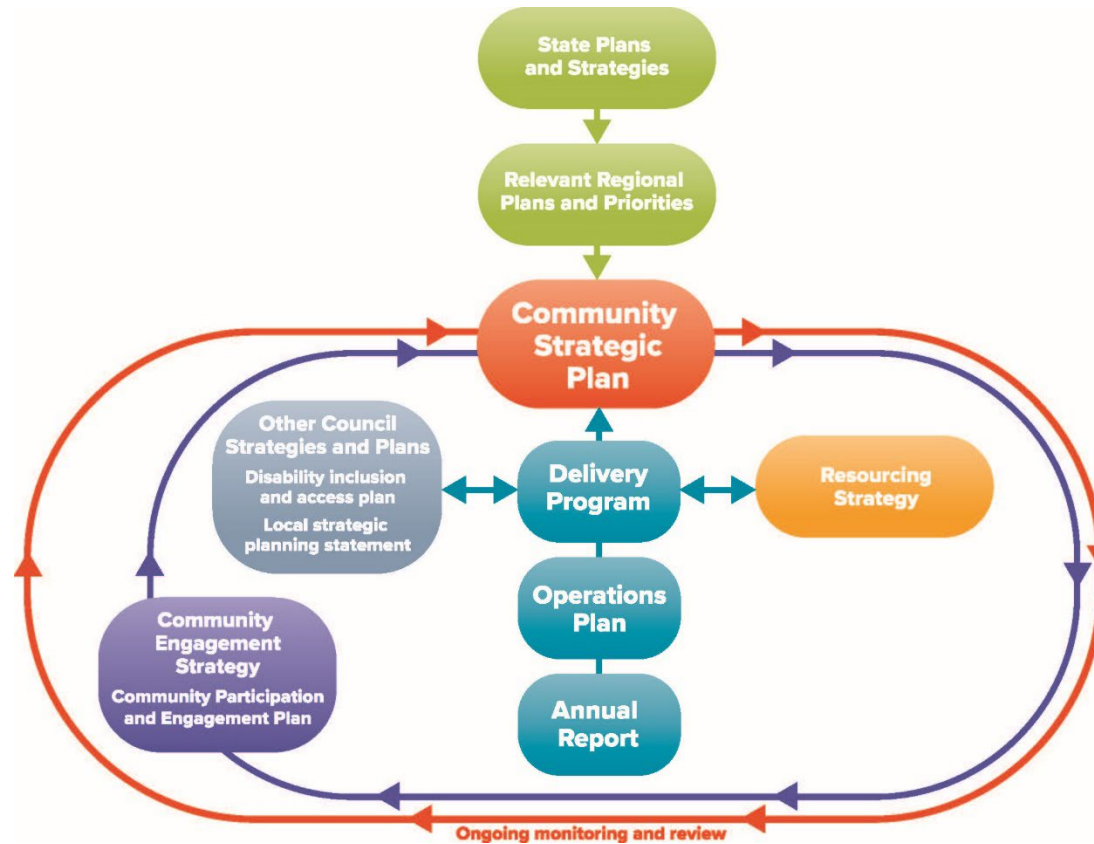 State Plans
and Strategies
Relevant Regional
Plans and Priorities
Community
Strategic
Plan
Other Council
Strategies and Plans
Disability inclusion
and access plan
Local strategic
planning statement
Delivery
Program
Resourcing
Strategy
Operations
Plan
Community
Engagement
Strategy
Community Participation
and Engagement Plan
Annual
Report
Ongoing monitoring and review